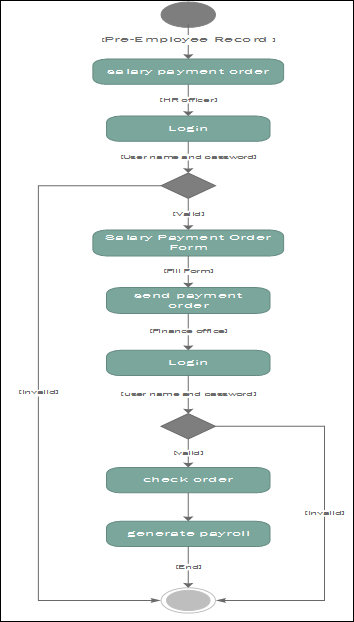 [Pre-Employee Record ]
salary payment order
[HR officer]
Login
[User name and password]
[Valid]
Salary Payment Order
Form
[Fill Form]
send payment
order
[Finance office]
Login
[Invalid]
[user name and password]
[valid]
check order
[Invalid]
generate payroll
[End]